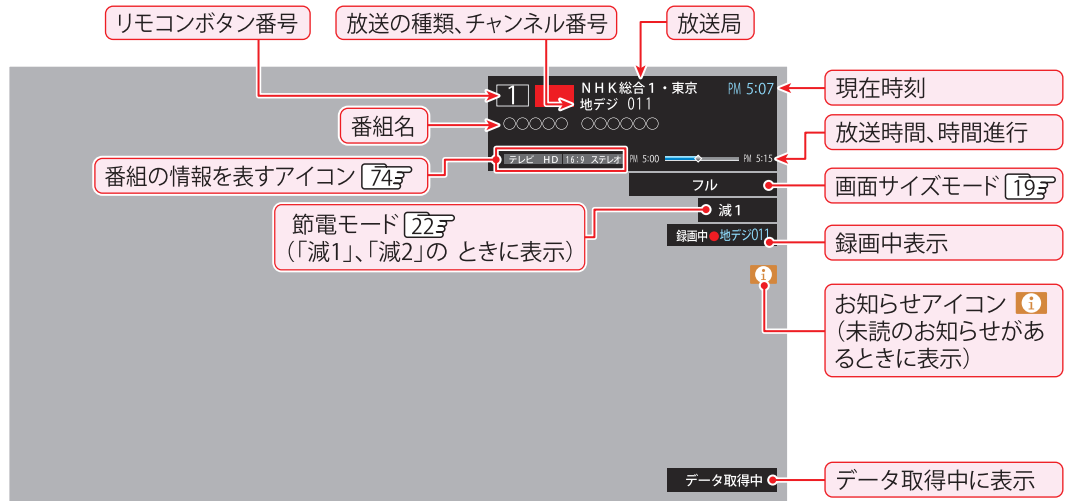 リモコンボタン番号
放送の種類、チャンネル番号
放送局
1
NHK総合1・東京
PM 5:07
地デジ 011
現在時刻
番組名
○○○○○ ○○○○○○
放送時間、時間進行
テレビ HD 16:9 ステレオ
PM 5:00
PM 5:15
番組の情報を表すアイコン 74
フル
画面サイズモード 19
節電モード 22
(「減1」、「減2」の ときに表示)
減1
録画中●地デジ011
録画中表示
お知らせアイコン
(未読のお知らせがあ
るときに表示)
データ取得中
データ取得中に表示